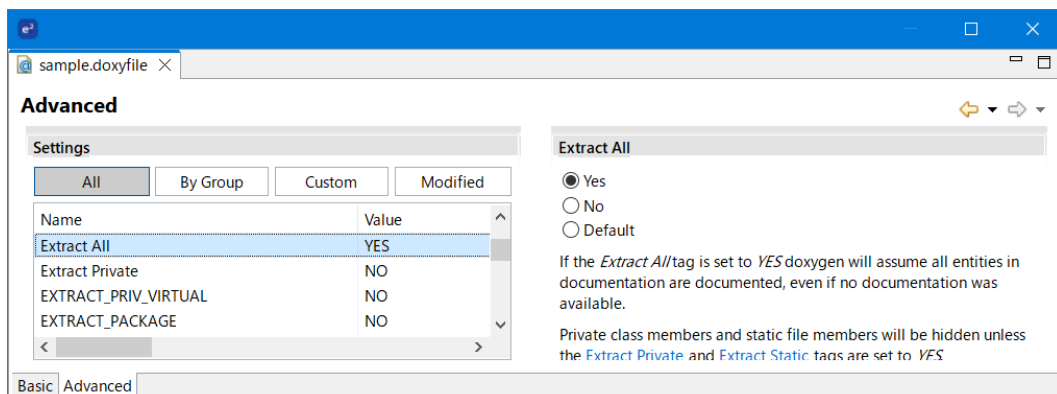 e²
sample.doxyfile
Advanced
Settings
All By Group Custom Modified
Name Value
Extract All YES
Extract Private NO
EXTRACT_PRIV_VIRTUAL NO
EXTRACT_PACKAGE NO
Extract All
Yes
No
Default
If the Extract All tag is set to YES doxygen will assume all entities in
documentation are documented, even if no documentation was
available.
Private class members and static file members will be hidden unless
the Extract Private and Extract Static tags are set to YES.
Basic Advanced